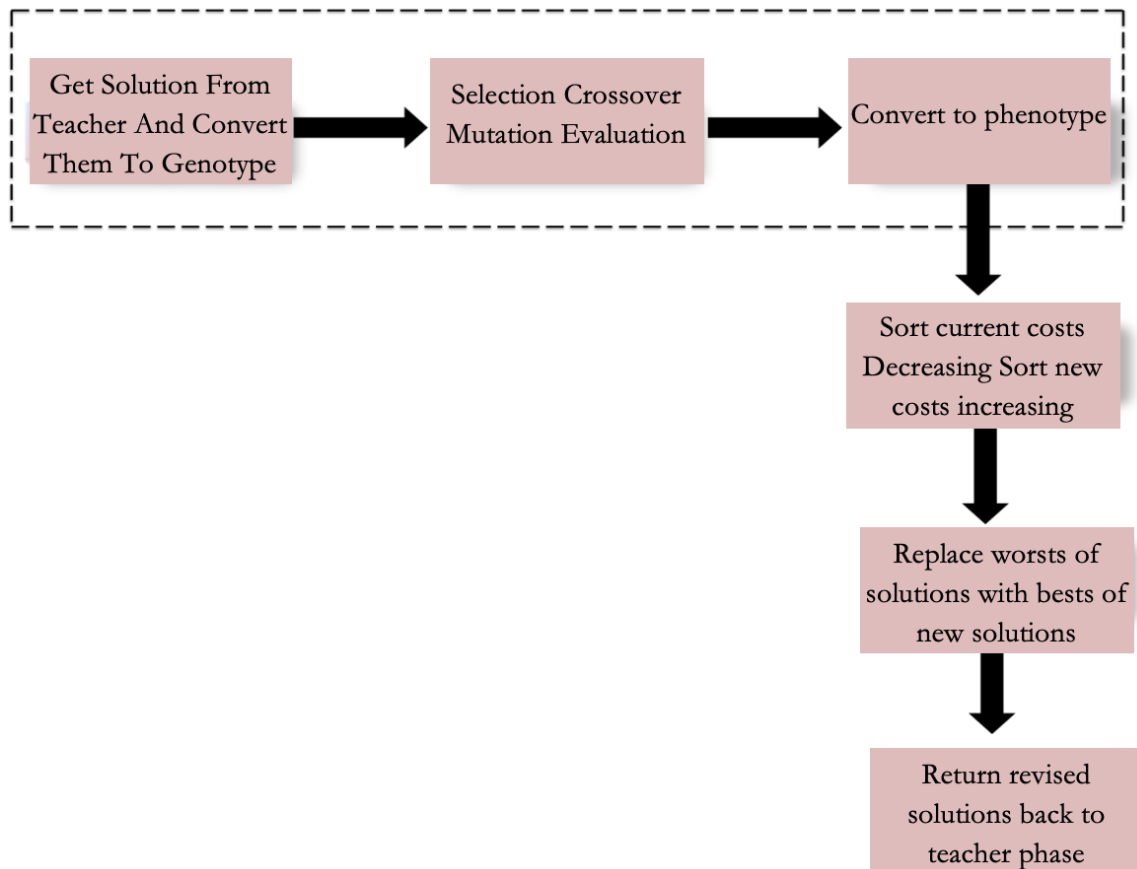 Get Solution From
Teacher And Convert
Them To Genotype
Selection Crossover
Mutation Evaluation
Convert to phenotype
Sort current costs
Decreasing Sort new
costs increasing
Replace worsts of
solutions with bests of
new solutions
Return revised
solutions back to
teacher phase